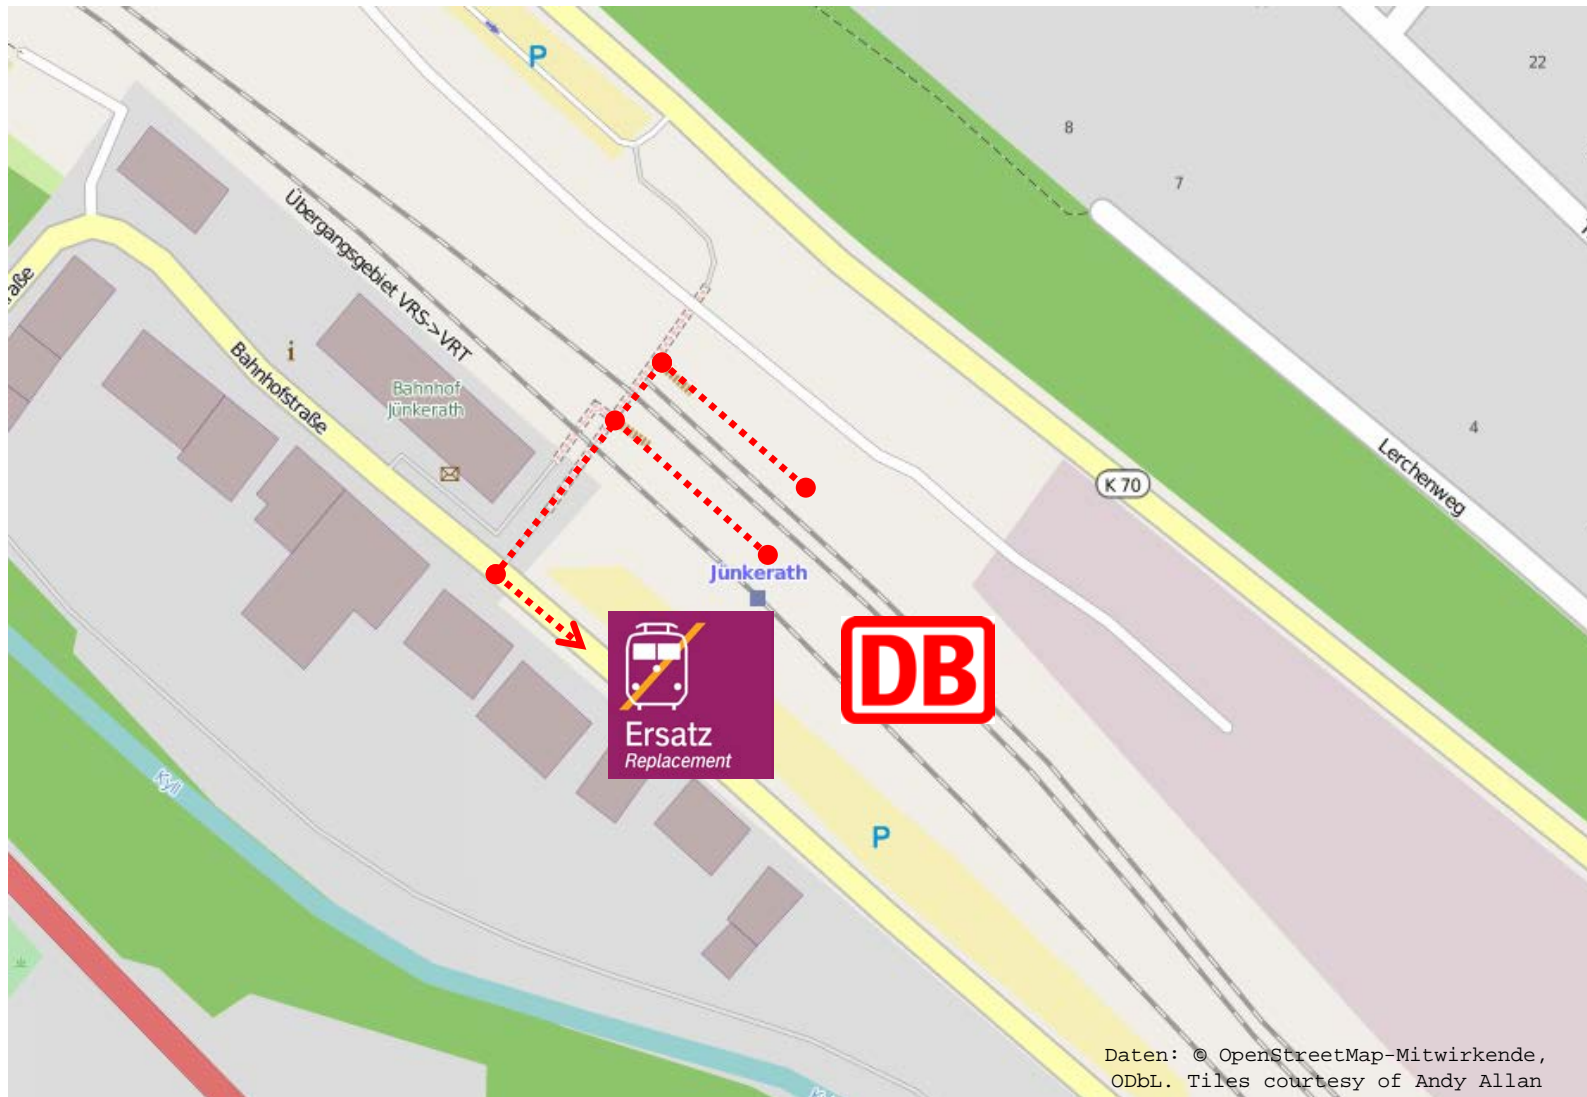 P
22
8
7
Übergangsgebiet VRS->VRT
raße
i
Bahnhofstraße
Bahnhof
Jünkerath
4
Lerchenweg
K 70
Jünkerath
DB
Ersatz
Replacement
Kyll
P
Daten: © OpenStreetMap-Mitwirkende,
ODbL. Tiles courtesy of Andy Allan